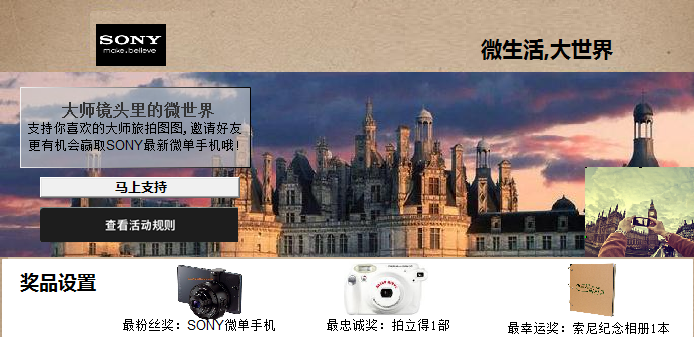 SONY
make.believe
微生活,大世界
大师镜头里的微世界
支持你喜欢的大师旅拍图图,邀请好友
更有机会赢取SONY最新微单手机哦!
马上支持
查看活动规则
奖品设置
最粉丝奖：SONY微单手机
最忠诚奖：拍立得1部
最幸运奖：索尼纪念相册1本